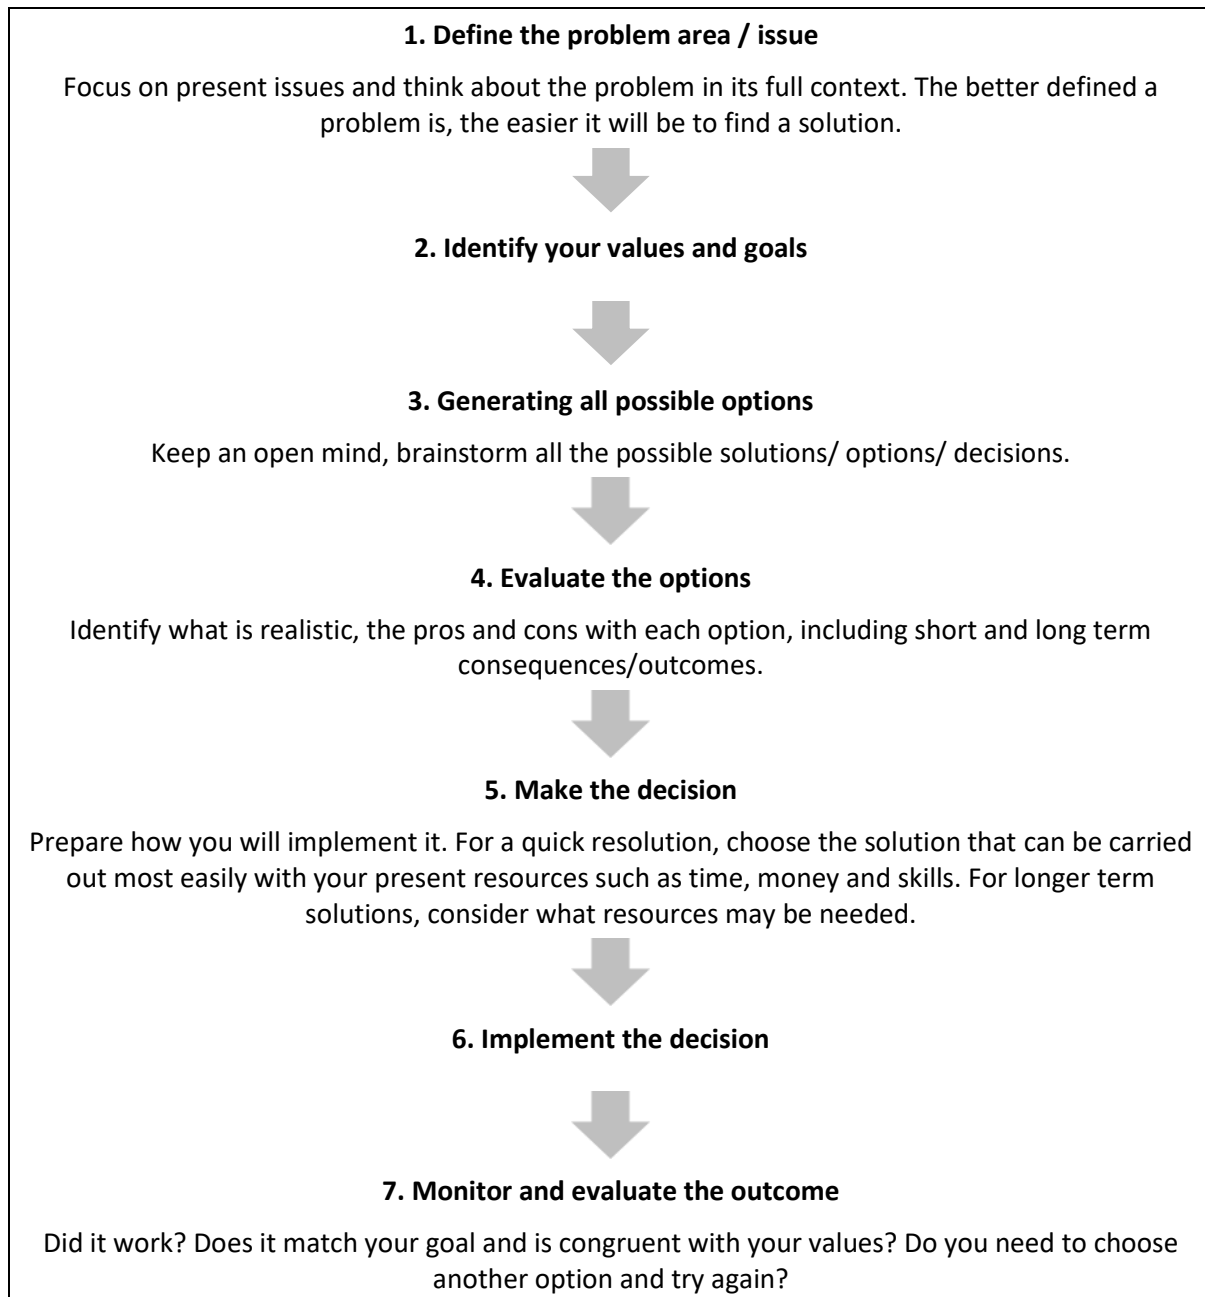 1. Define the problem area / issue
Focus on present issues and think about the problem in its full context. The better defined a
problem is, the easier it will be to find a solution.
2. Identify your values and goals
3. Generating all possible options
Keep an open mind, brainstorm all the possible solutions/ options/ decisions.
4. Evaluate the options
Identify what is realistic, the pros and cons with each option, including short and long term
consequences/outcomes.
5. Make the decision
Prepare how you will implement it. For a quick resolution, choose the solution that can be carried
out most easily with your present resources such as time, money and skills. For longer term
solutions, consider what resources may be needed.
6. Implement the decision
7. Monitor and evaluate the outcome
Did it work? Does it match your goal and is congruent with your values? Do you need to choose
another option and try again?